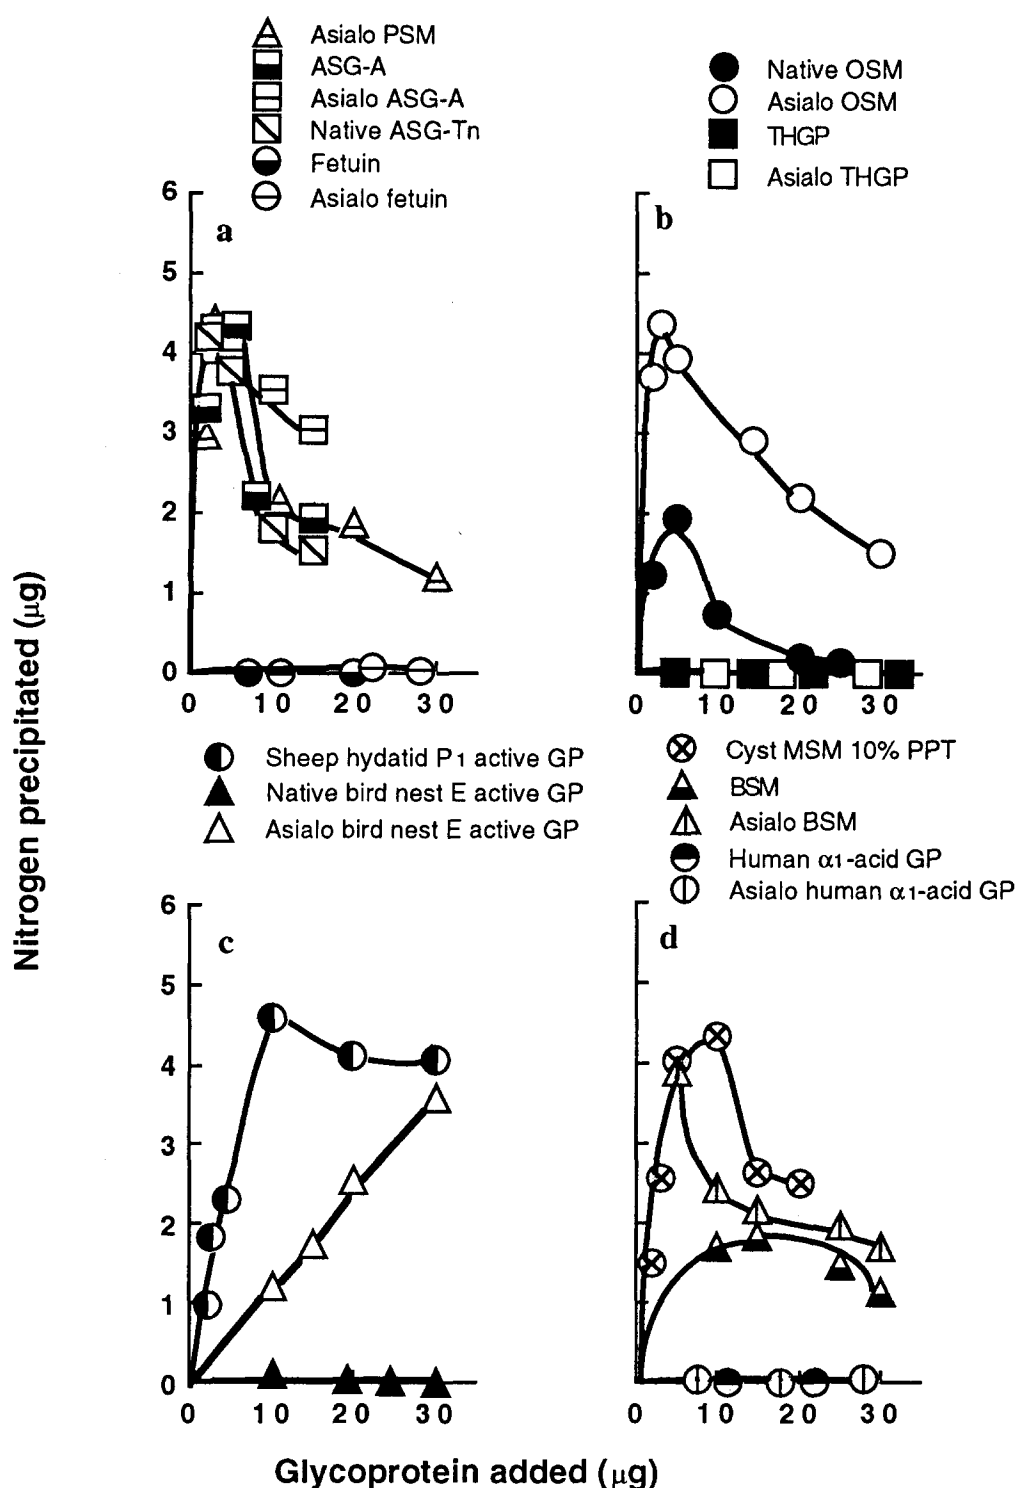 Asialo PSM
ASG-A
Asialo ASG-A
Native ASG-Tn
Fetuin
Asialo fetuin
Native OSM
Asialo OSM
THGP
Asialo THGP
a
6
5
4
3
2
1
0
0 10 20 30
b
0 10 20 30
Sheep hydatid P1 active GP
Native bird nest E active GP
Asialo bird nest E active GP
Cyst MSM 10% PPT
BSM
Asialo BSM
Human α1-acid GP
Asialo human α1-acid GP
c
6
5
4
3
2
1
0
0 10 20 30
d
0 10 20 30
Nitrogen precipitated (μg)
Glycoprotein added (μg)